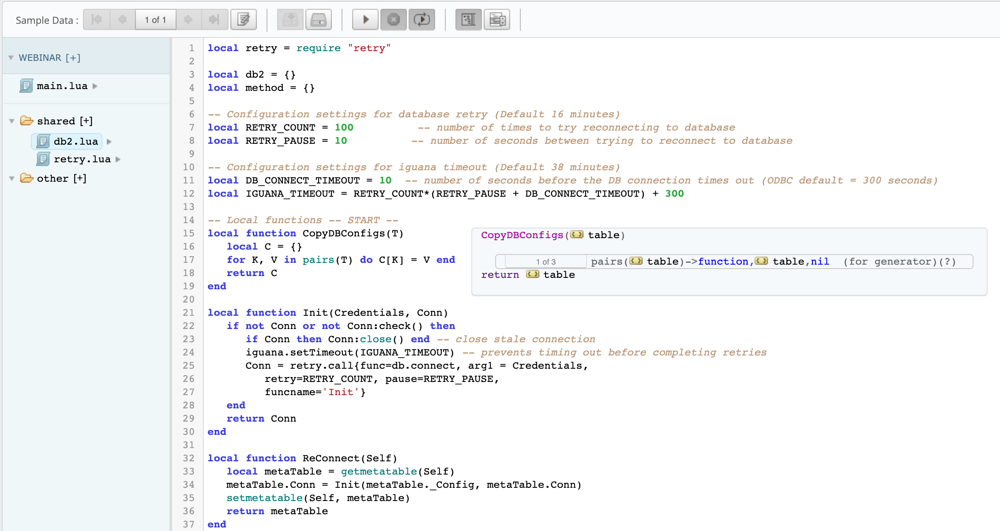 Sample Data :
1 of 1
WEBINAR [+]
main.lua
shared [+]
db2.lua
retry.lua
other [+]
1 local retry = require "retry"
2
3 local db2 = {}
4 local method = {}
5
6 -- Configuration settings for database retry (Default 16 minutes)
7 local RETRY_COUNT = 100          -- number of times to try reconnecting to database
8 local RETRY_PAUSE = 10          -- number of seconds between trying to reconnect to database
9
10 -- Configuration settings for iguana timeout (Default 38 minutes)
11 local DB_CONNECT_TIMEOUT = 10  -- number of seconds before the DB connection times out (ODBC default = 300 seconds)
12 local IGUANA_TIMEOUT = RETRY_COUNT*(RETRY_PAUSE + DB_CONNECT_TIMEOUT) + 300
13
14 -- Local functions -- START --
15 local function CopyDBConfigs(T)
16    local C = {}
17    for K, V in pairs(T) do C[K] = V end
18    return C
19 end
20
21 local function Init(Credentials, Conn)
22    if not Conn or not Conn:check() then
23       if Conn then Conn:close() end -- close stale connection
24       iguana.setTimeout(IGUANA_TIMEOUT) -- prevents timing out before completing retries
25       Conn = retry.call{func=db.connect, arg1 = Credentials,
26          retry=RETRY_COUNT, pause=RETRY_PAUSE,
27          funcname='Init'}
28    end
29    return Conn
30 end
31
32 local function ReConnect(Self)
33    local metaTable = getmetatable(Self)
34    metaTable.Conn = Init(metaTable._Config, metaTable.Conn)
35    setmetatable(Self, metaTable)
36    return metaTable
37 end
CopyDBConfigs({} table)
1 of 3 pairs({} table)->function,{} table,nil  (for generator)(?)
return {} table